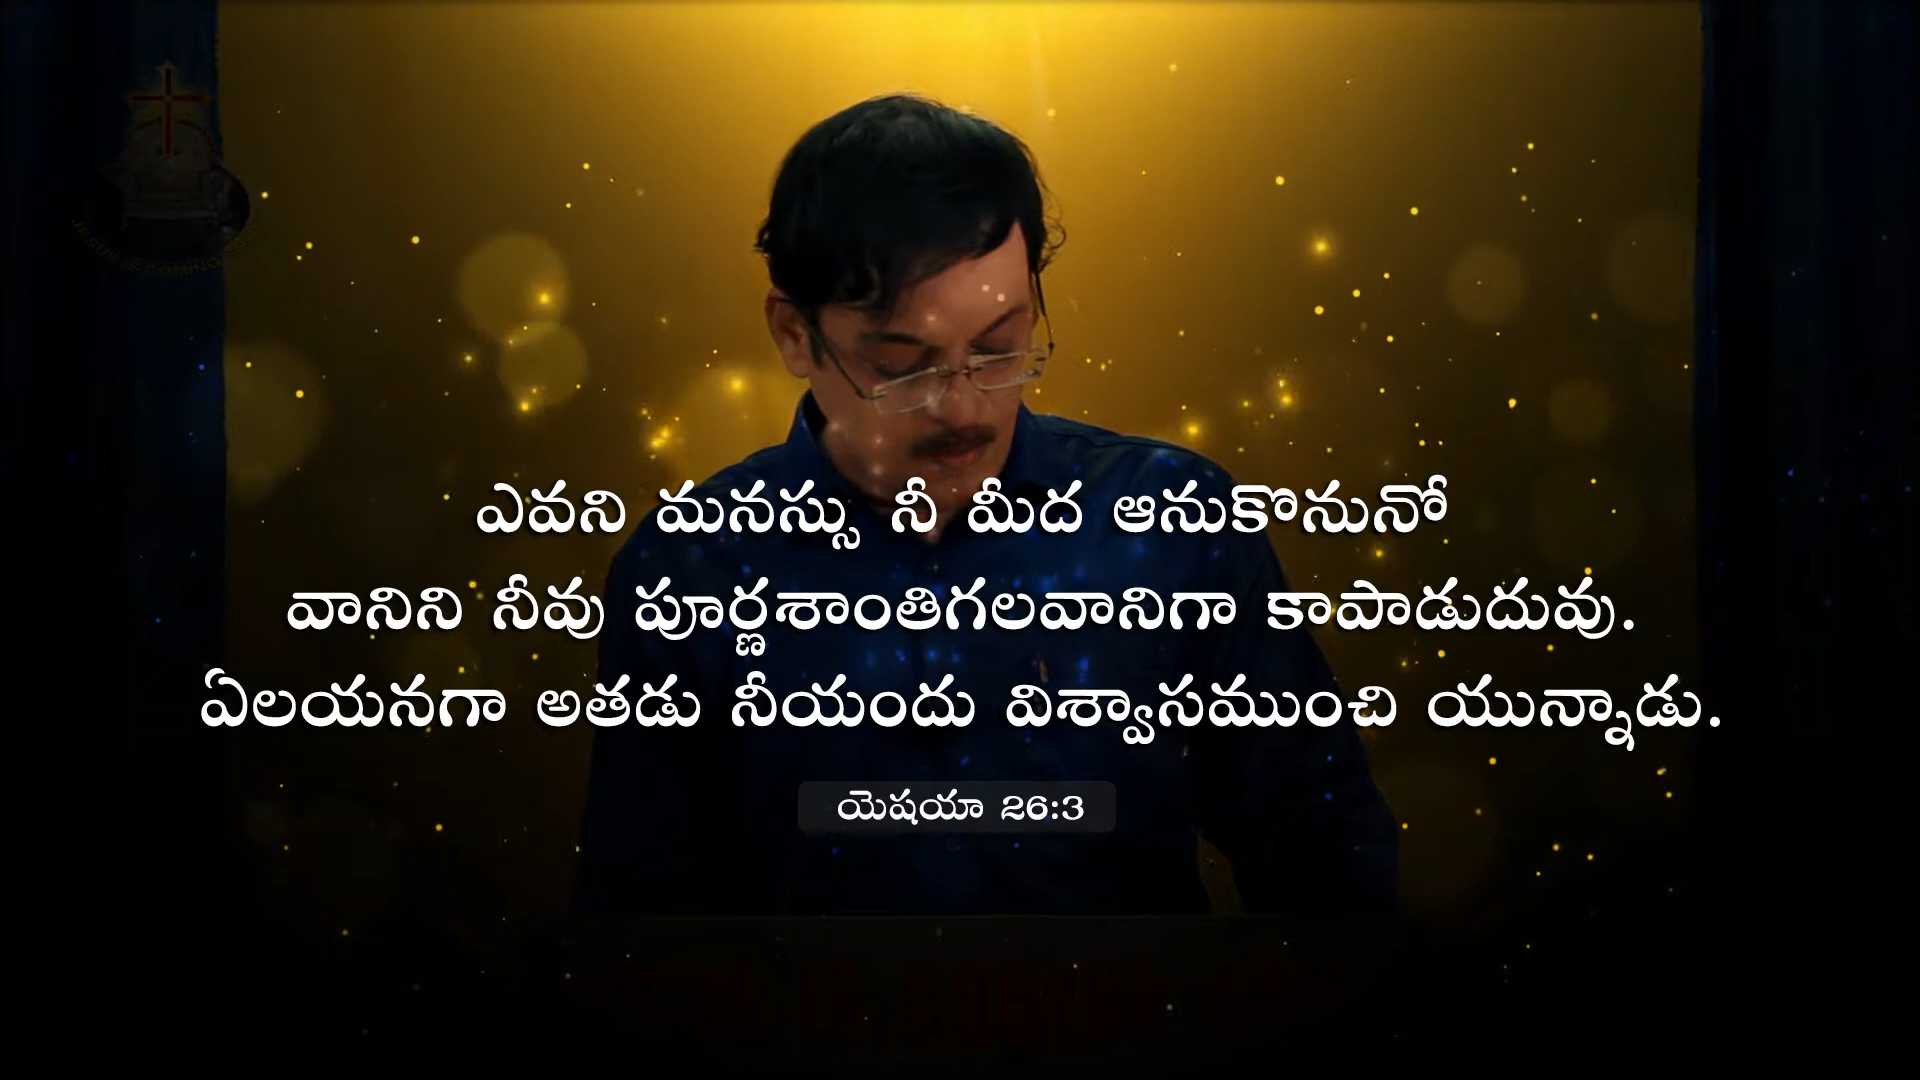 ఎవని మనస్సు నీ మీద ఆనుకొనునో
వానిని నీవు పూర్ణశాంతిగలవానిగా కాపాడుదువు.
ఏలయనగా అతడు నీయందు విశ్వాసముంచి యున్నాడు.
యెషయా 26:3